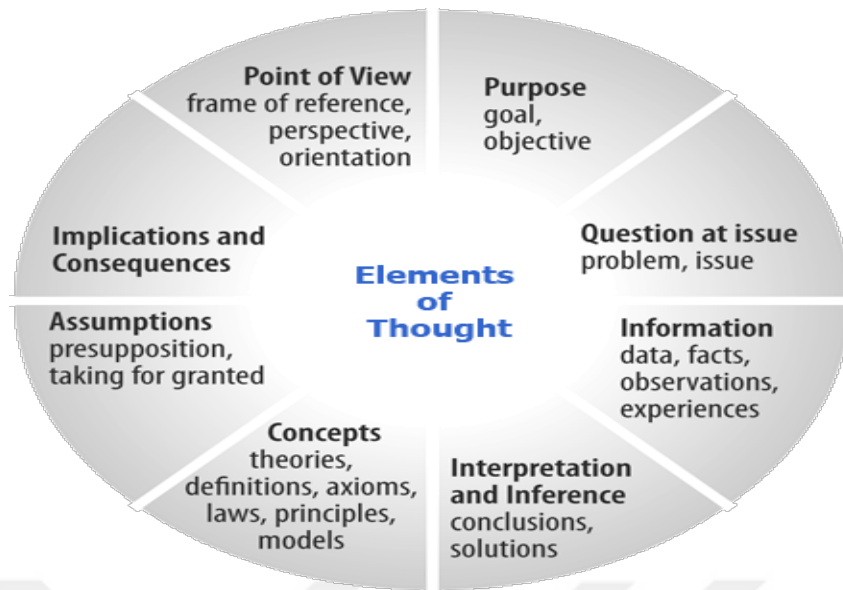 Elements
of
Thought
Point of View
frame of reference,
perspective,
orientation
Purpose
goal,
objective
Question at issue
problem, issue
Information
data, facts,
observations,
experiences
Interpretation
and Inference
conclusions,
solutions
Concepts
theories,
definitions, axioms,
laws, principles,
models
Assumptions
presupposition,
taking for granted
Implications and
Consequences